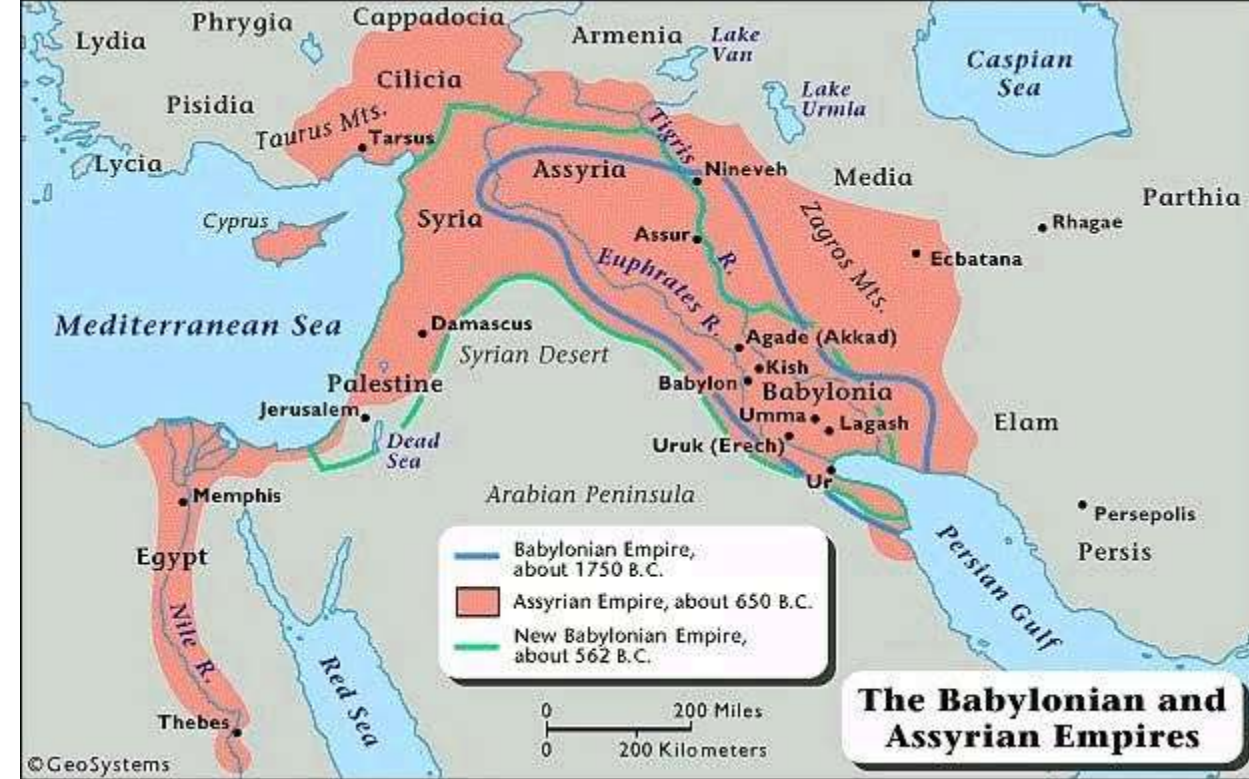 Lydia
Phrygia
Cappadocia
Armenia
Lake
Van
Caspian
Sea
Cilicia
Lake
Urmla
Pisidia
Taurus Mts.
Tarsus
Tigris
R.
Lycia
Assyria
Nineveh
Media
Parthia
Cyprus
Syria
Assur
Zagros Mts.
Rhagae
Ecbatana
Euphrates R.
Mediterranean Sea
Damascus
Syrian Desert
Agade (Akkad)
Kish
Palestine
Babylon
Babylonia
Jerusalem
Umma
Lagash
Elam
Dead
Sea
Uruk (Erech)
Ur
Memphis
Arabian Peninsula
Persepolis
Persis
Egypt
Persian Gulf
Nile R.
Red Sea
Thebes
Babylonian Empire,
about 1750 B.C.
Assyrian Empire, about 650 B.C.
New Babylonian Empire,
about 562 B.C.
0 200 Miles
0 200 Kilometers
The Babylonian and
Assyrian Empires
©GeoSystems